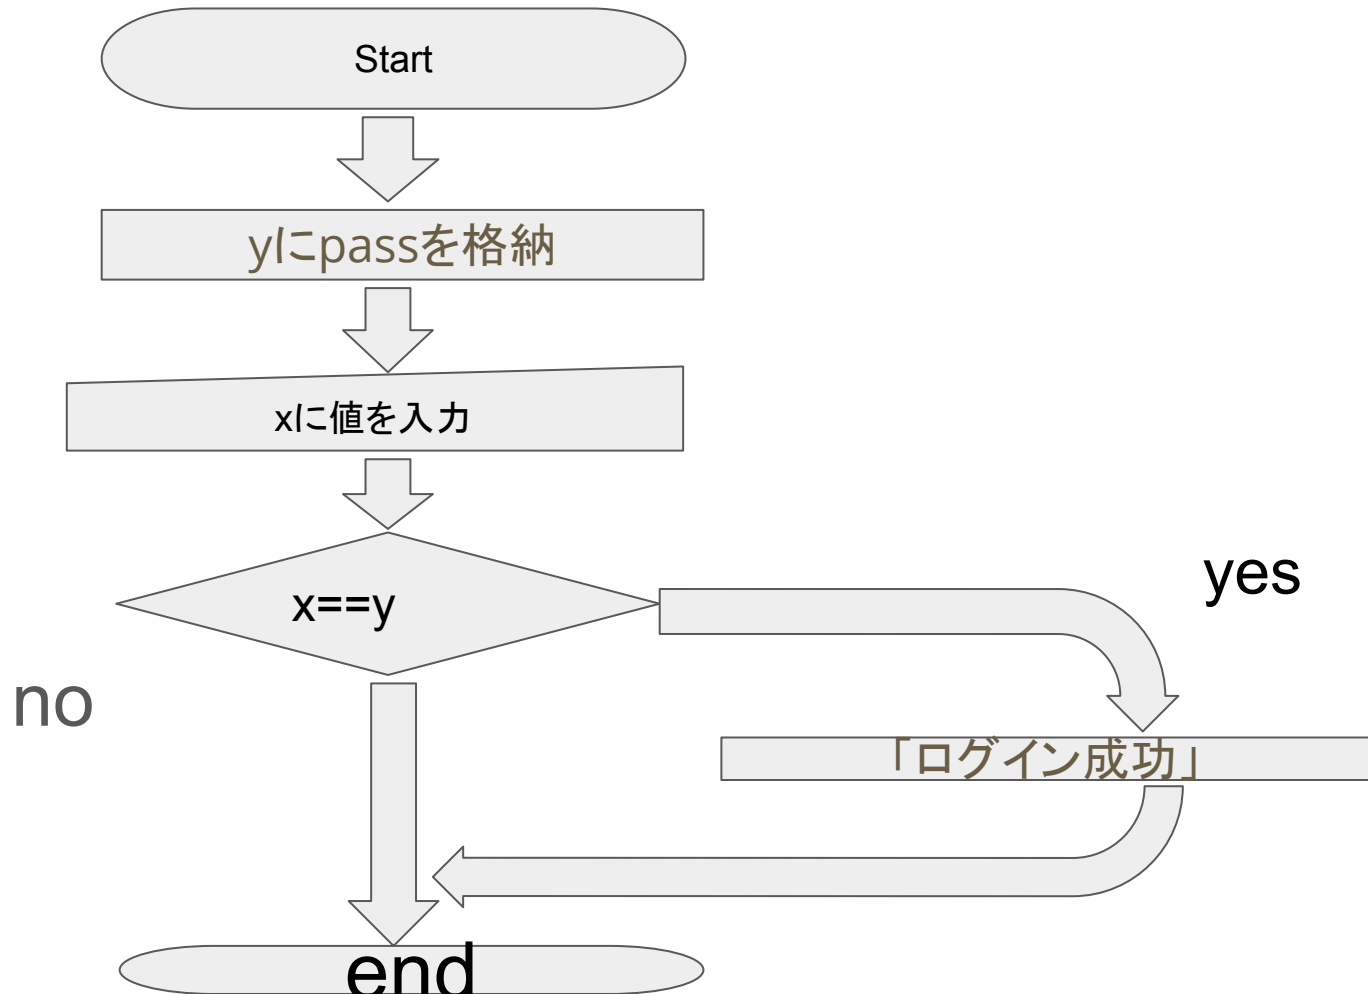 Start
yにpassを格納
xに値を入力
x==y
yes
no
「ログイン成功」
end